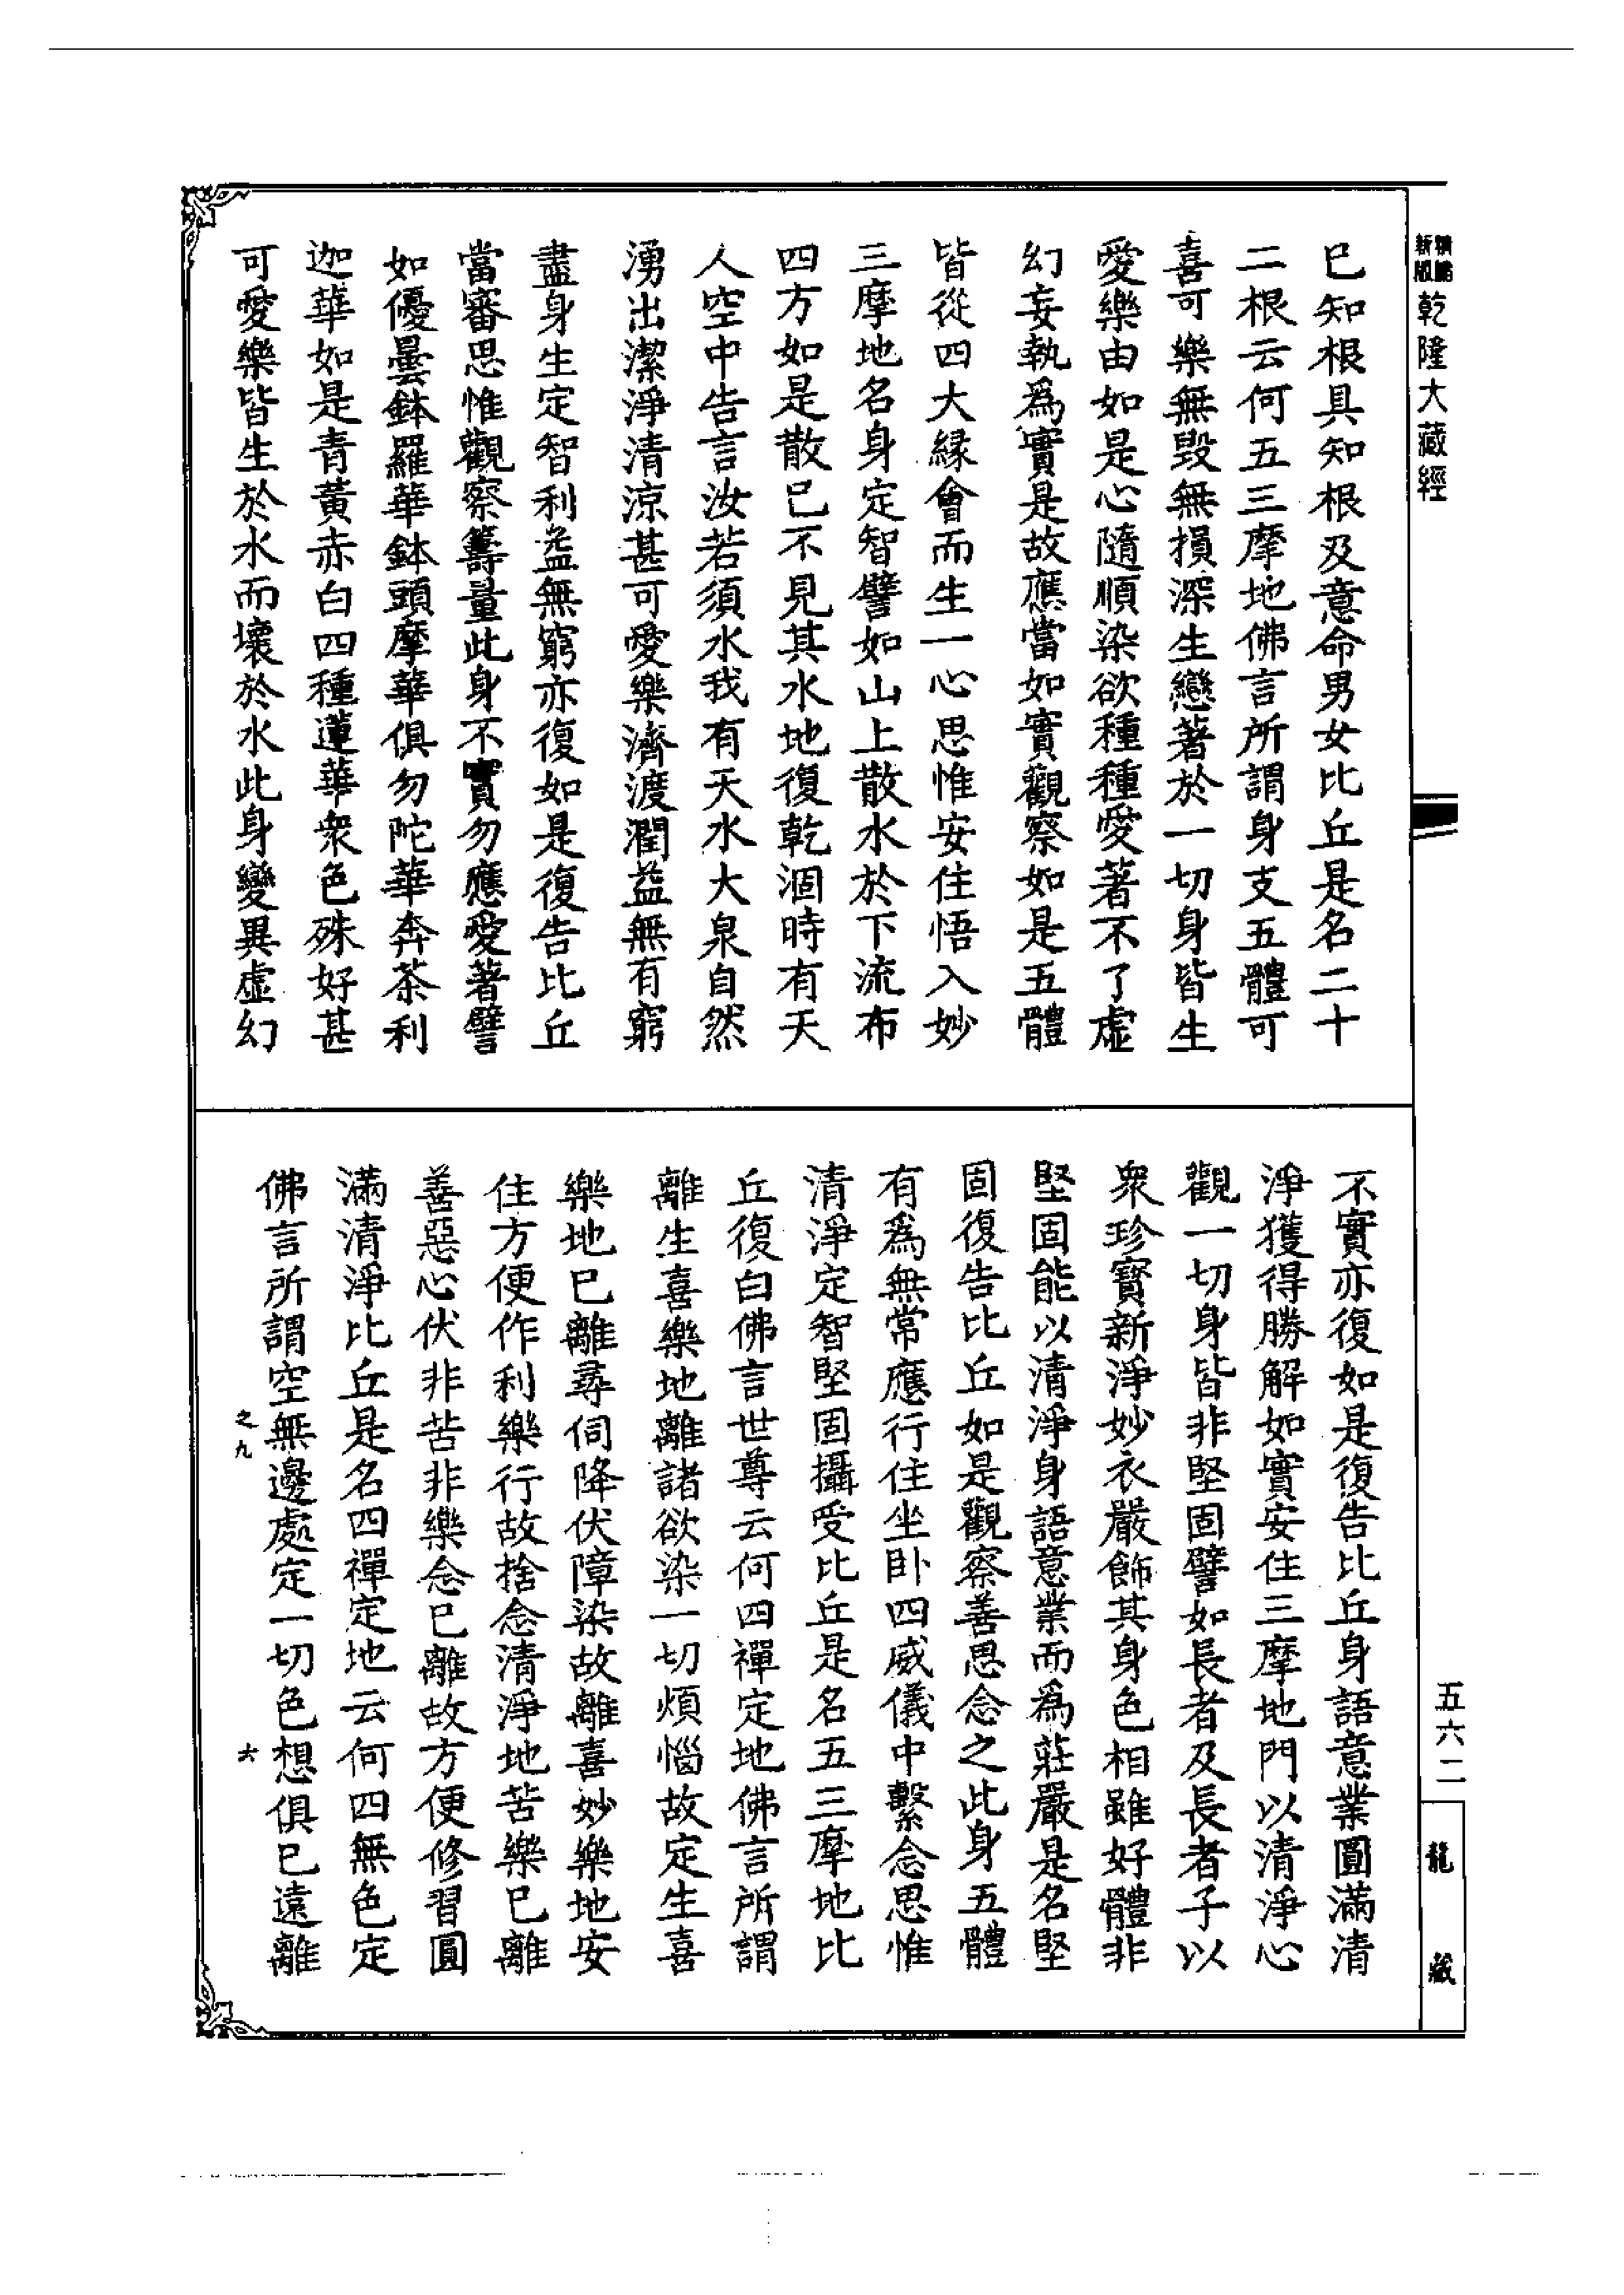 新版
精縮
乾隆大藏經
已知根具知根及意命男女比丘是名二十
二根云何五三摩地佛言所謂身支五體可
喜可樂無毀無損深生戀著於一切身皆生
愛樂由如是心隨順染欲種種愛著不了虛
幻妄執為實是故應當如實觀察如是五體
皆從四大緣會而生一心思惟安住悟入妙
三摩地名身定智譬如山上散水於下流布
四方如是散已不見其水地復乾涸時有天
人空中告言汝若須水我有天水大泉自然
湧出潔淨清涼甚可愛樂濟渡潤益無有窮
盡身生定智利益無窮亦復如是復告比丘
當審思惟觀察籌量此身不實勿應愛著譬
如優曇鉢羅華鉢頭摩華俱勿陀華奔茶利
迦華如是青黃赤白四種蓮華衆色殊好甚
可愛樂皆生於水而壞於水此身變異虛幻
不實亦復如是復告比丘身語意業圓滿清
淨獲得勝解如實安住三摩地門以清淨心
觀一切身皆非堅固譬如長者及長者子以
衆珍寶新淨妙衣嚴飾其身色相雖好體非
堅固能以清淨身語意業而為莊嚴是名堅
固復告比丘如是觀察善思念之此身五體
有為無常應行住坐卧四威儀中繫念思惟
清淨定智堅固攝受比丘是名五三摩地比
丘復白佛言世尊云何四禪定地佛言所謂
離生喜樂地離諸欲染一切煩惱故定生喜
樂地已離尋伺降伏障染故離喜妙樂地安
住方便作利樂行故捨念清淨地苦樂已離
善惡心伏非苦非樂念已離故方便修習圓
滿清淨比丘是名四禪定地云何四無色定
佛言所謂空無邊處定一切色想俱已遠離
之九
六
五六二
龍藏